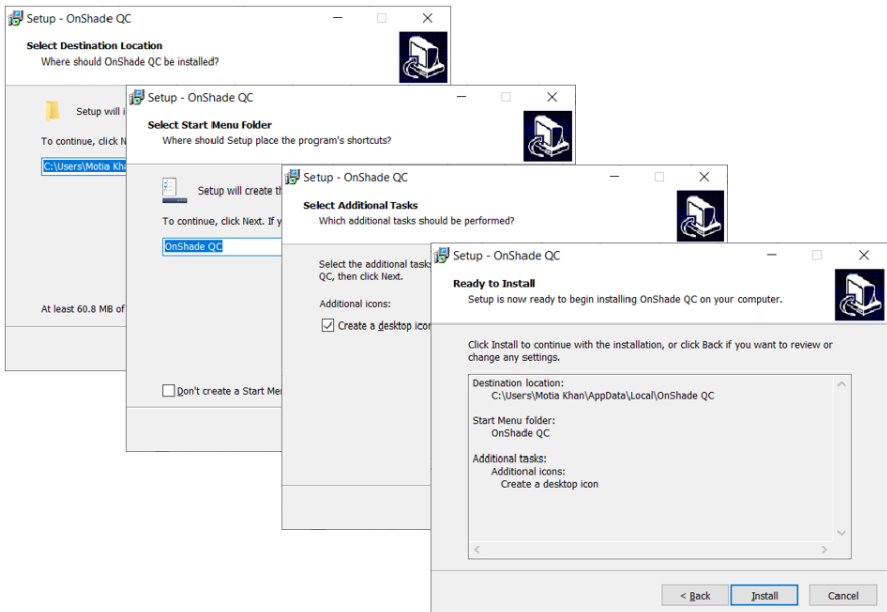 Setup - OnShade QC
Select Destination Location
Where should OnShade QC be installed?
Setup will
To continue, click
C:\Users\Motia
At least 60.8 MB of
Setup - OnShade QC
Select Start Menu Folder
Where should Setup place the program's shortcuts?
Setup will create
To continue, click Next. If
OnShade QC
Don't create a Start
Setup - OnShade QC
Select Additional Tasks
Which additional tasks should be performed?
Select the additional tasks
QC, then click Next.
Additional icons:
Create a desktop
Setup - OnShade QC
Ready to Install
Setup is now ready to begin installing OnShade QC on your computer.
Click Install to continue with the installation, or click Back if you want to review or
change any settings.
Destination location:
C:\Users\Motia Khan\AppData\Local\OnShade QC
Start Menu folder:
OnShade QC
Additional tasks:
Additional icons:
Create a desktop icon
< Back
Install
Cancel